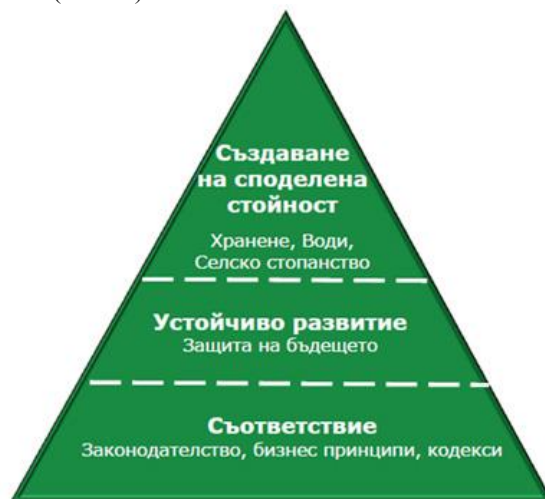 Създаване
на споделена
стойност
Хранене, Води,
Селско стопанство
Устойчиво развитие
Защита на бъдещето
Съответствие
Законодателство, бизнес принципи, кодекси